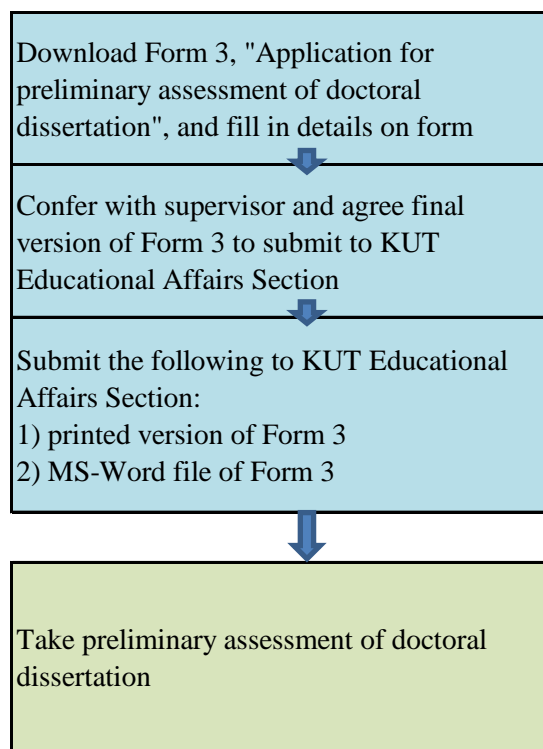 Download Form 3, "Application for
preliminary assessment of doctoral
dissertation", and fill in details on form
Confer with supervisor and agree final
version of Form 3 to submit to KUT
Educational Affairs Section
Submit the following to KUT Educational
Affairs Section:
1) printed version of Form 3
2) MS-Word file of Form 3
Take preliminary assessment of doctoral
dissertation